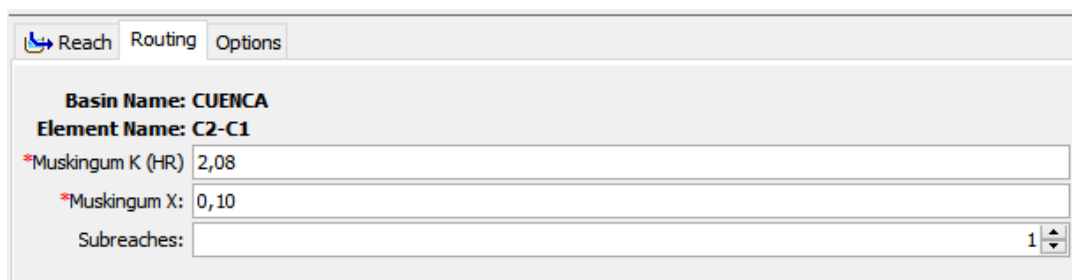 Reach Routing Options
Basin Name: CUENCA
Element Name: C2-C1
*Muskingum K (HR) 2,08
*Muskingum X: 0,10
Subreaches: 1